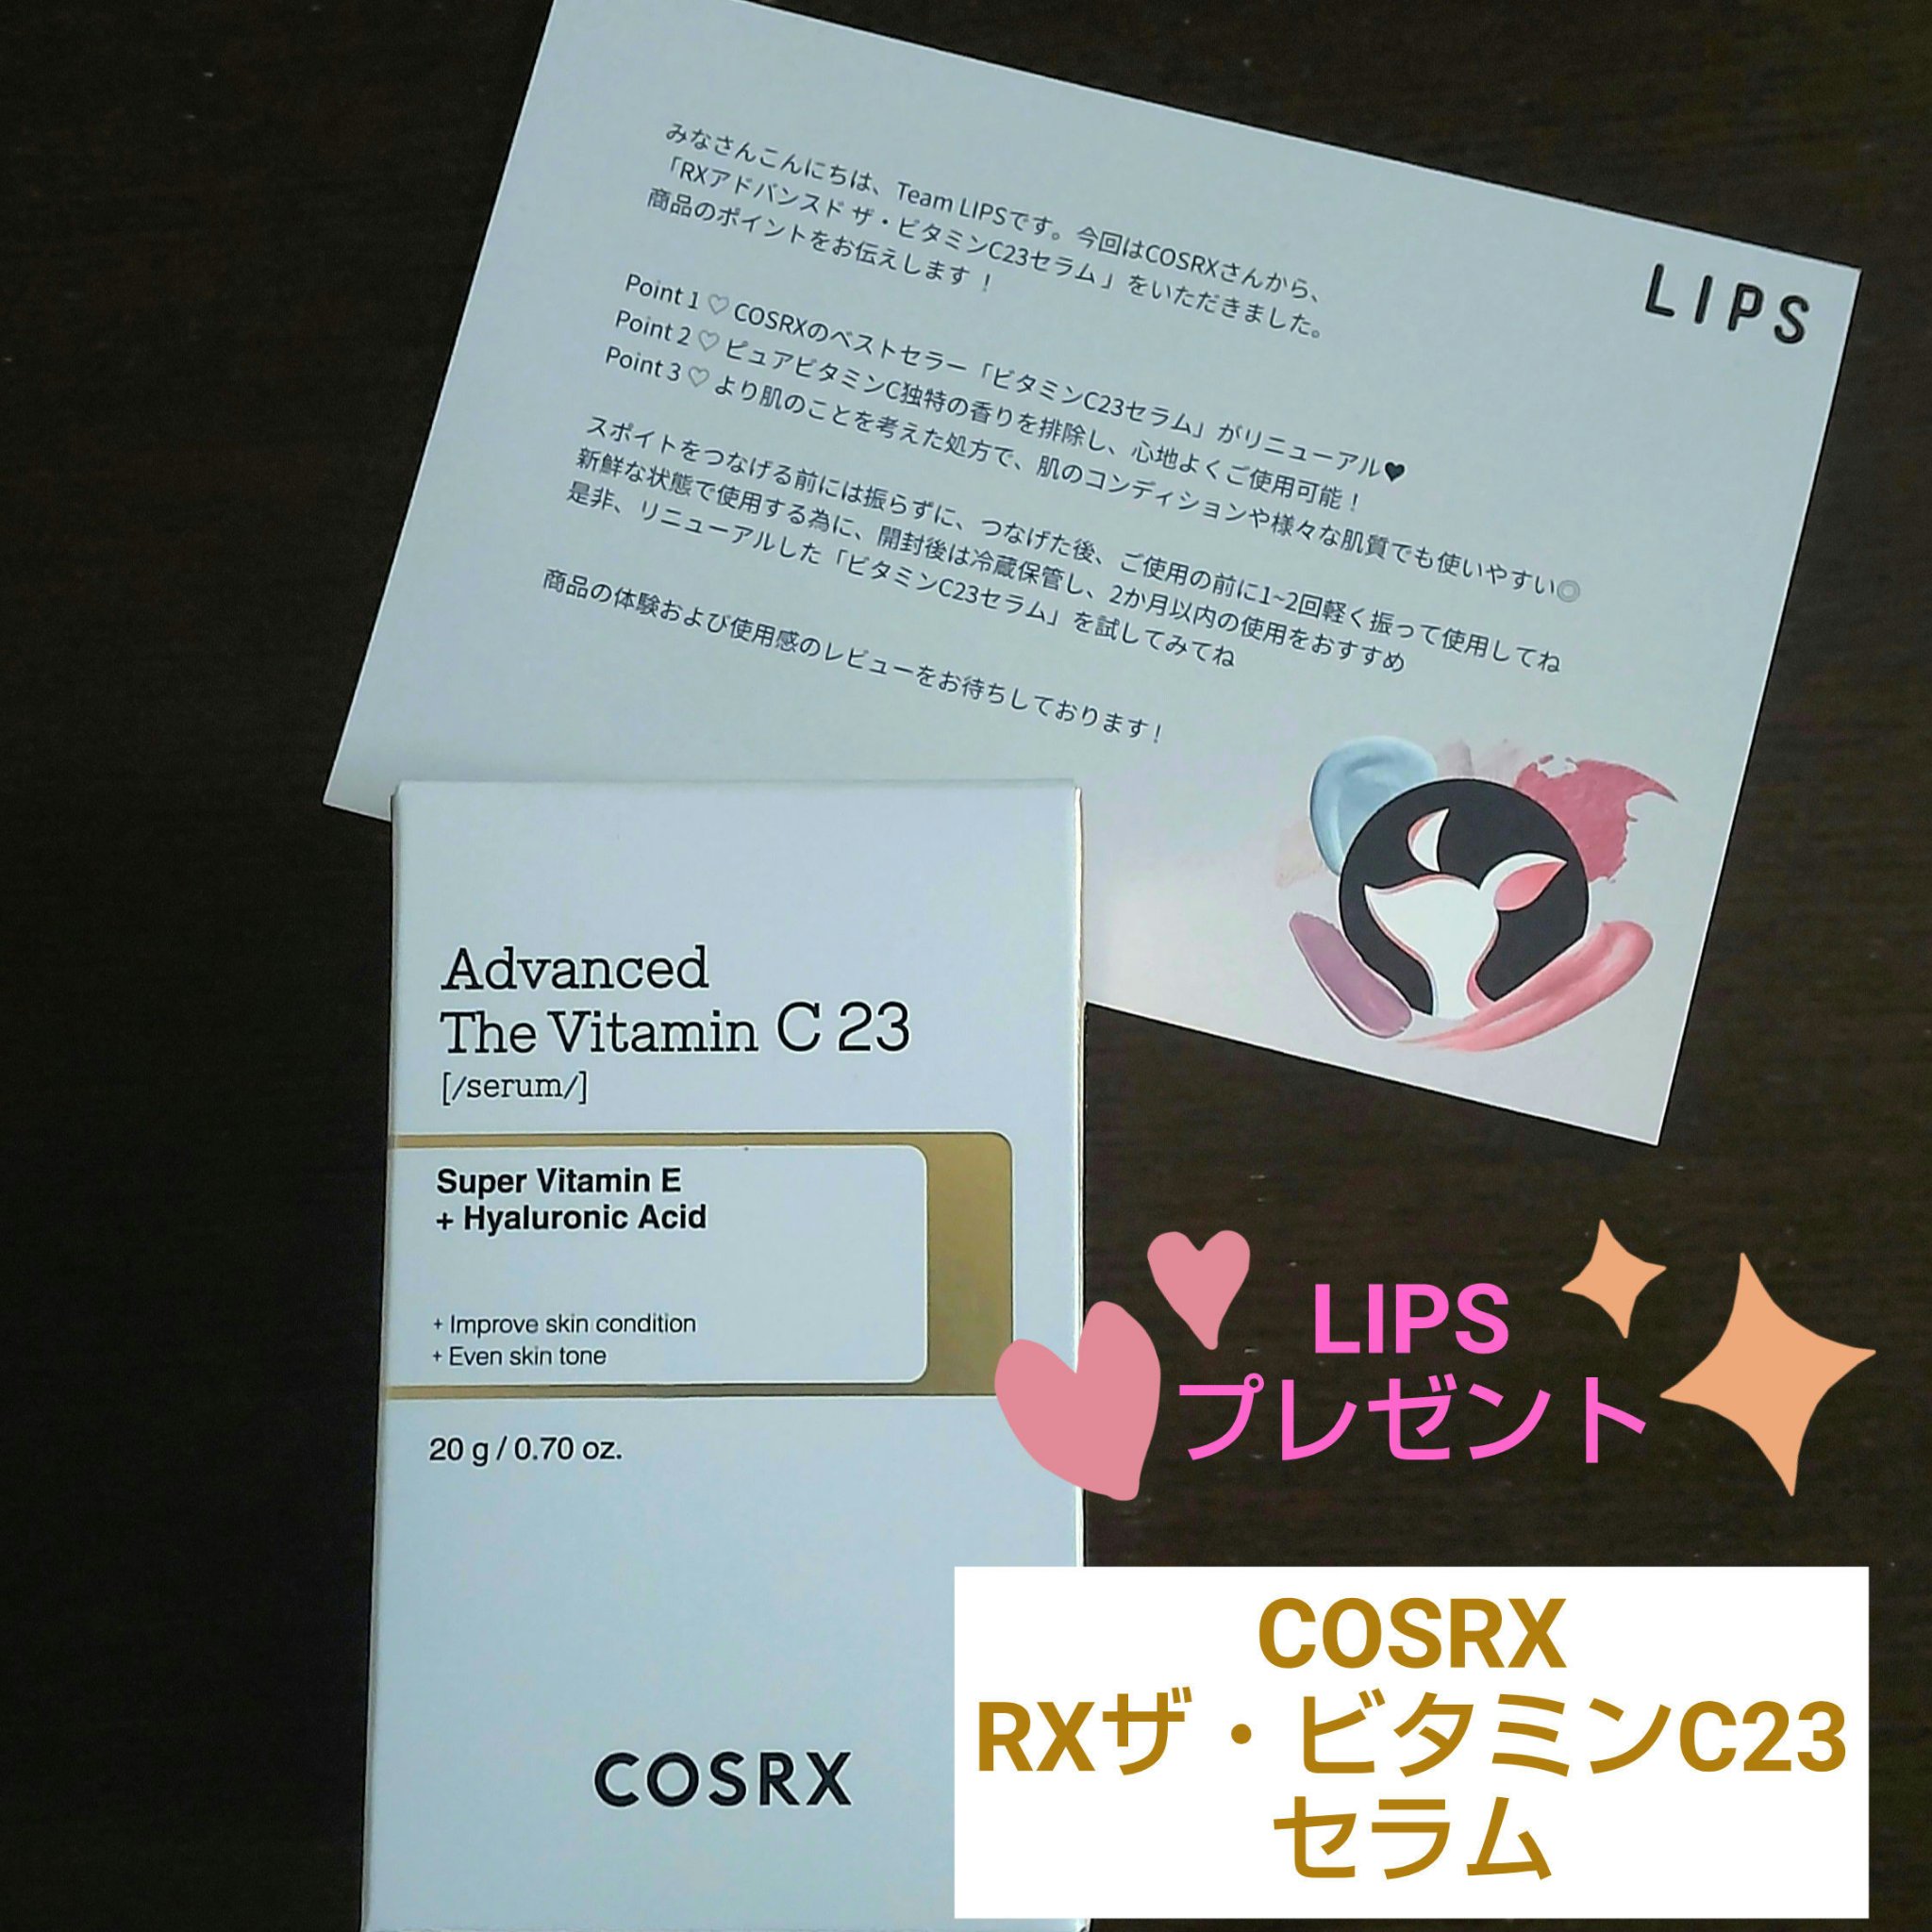 LIPS
みなさんこんにちは、Team LIPSです。今回はCOSRXさんから、
「RXアドバンスド ザ・ビタミンC23セラム」をいただきました。
商品のポイントをお伝えします！
Point 1 ♡ COSRXのベストセラー「ビタミンC23セラム」がリニューアル♥
Point 2 ♡ ピュアビタミンC独特の香りを排除し、心地よくご使用可能！
Point 3 ♡ より肌のことを考えた処方で、肌のコンディションや様々な肌質でも使いやすい◎
スポイトをつなげる前には振らずに、つなげた後、ご使用の前に1~2回軽く振って使用してね
新鮮な状態で使用する為に、開封後は冷蔵保管し、2か月以内の使用をおすすめ
是非、リニューアルした「ビタミンC23セラム」を試してみてね
商品の体験および使用感のレビューをお待ちしております！
Advanced
The Vitamin C 23
[/serum/]
Super Vitamin E
+ Hyaluronic Acid
+ Improve skin condition
+ Even skin tone
20 g / 0.70 oz.
COSRX
LIPS
プレゼント
COSRX
RXザ・ビタミンC23
セラム